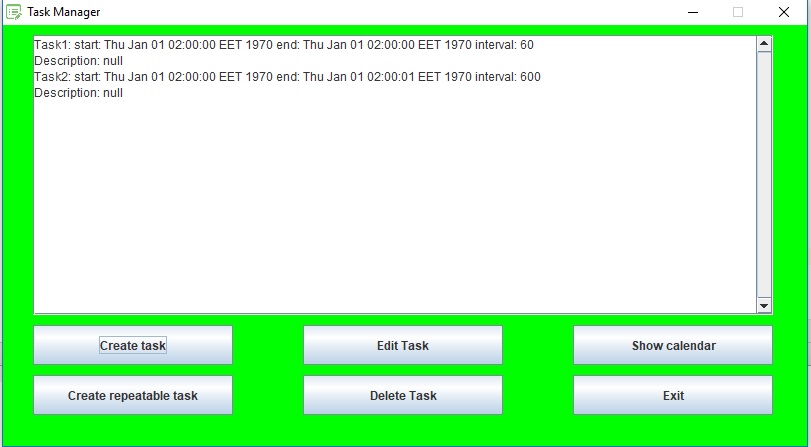 Task Manager
Task1: start: Thu Jan 01 02:00:00 EET 1970 end: Thu Jan 01 02:00:00 EET 1970 interval: 60
Description: null
Task2: start: Thu Jan 01 02:00:00 EET 1970 end: Thu Jan 01 02:00:01 EET 1970 interval: 600
Description: null
Create task Edit Task Show calendar
Create repeatable task Delete Task Exit